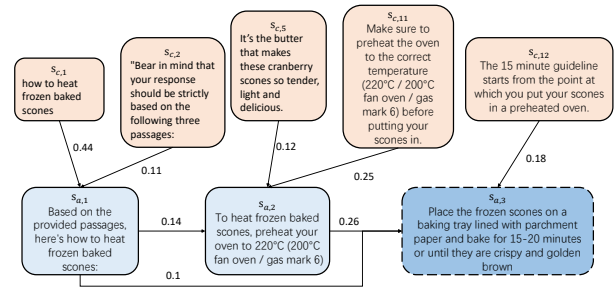 s_{c,1}
how to heat
frozen baked
scones
s_{c,2}
"Bear in mind that
your response
should be strictly
based on the
following three
passages:
s_{c,5}
It's the butter
that makes
these cranberry
scones so tender,
light and
delicious.
s_{c,11}
Make sure to
preheat the oven
to the correct
temperature
(220°C / 200°C
fan oven / gas
mark 6) before
putting your
scones in.
s_{c,12}
The 15 minute guideline
starts from the point at
which you put your scones
in a preheated oven.
0.44
0.11
0.12
0.25
0.18
s_{a,1}
Based on the
provided passages,
here's how to heat
frozen baked
scones:
0.14
s_{a,2}
To heat frozen baked
scones, preheat your
oven to 220°C (200°C
fan oven / gas mark 6)
0.26
s_{a,3}
Place the frozen scones on a
baking tray lined with parchment
paper and bake for 15-20 minutes
or until they are crispy and golden
brown
0.1